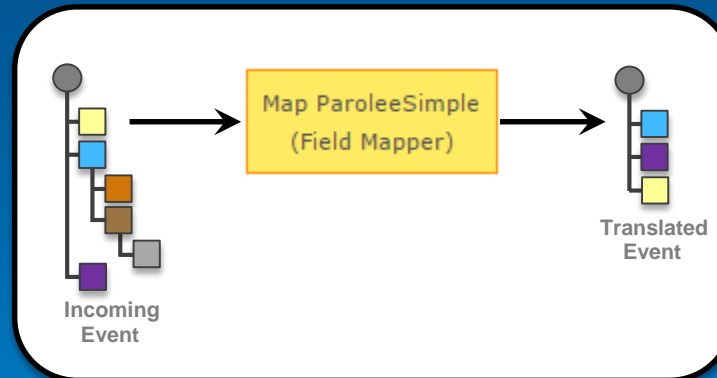 Map ParoleeSimple
(Field Mapper)
Translated
Event
Incoming
Event